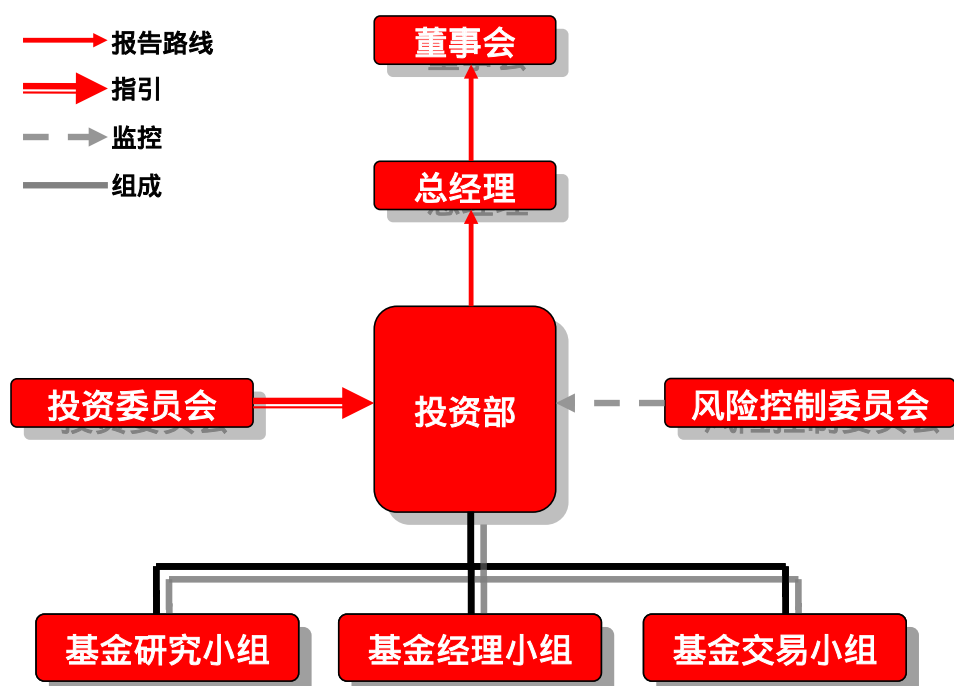 报告路线
指引
监控
组成
董事会
总经理
投资委员会
投资部
风险控制委员会
基金研究小组
基金经理小组
基金交易小组